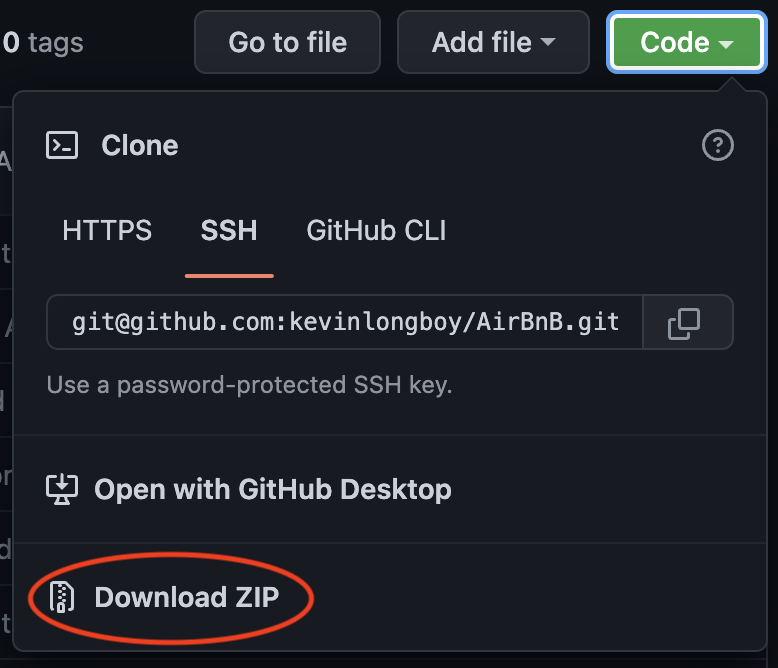 0 tags
Go to file
Add file
Code
Clone
HTTPS
SSH
GitHub CLI
git@github.com:kevinlongboy/AirBnB.git
Use a password-protected SSH key.
Open with GitHub Desktop
Download ZIP